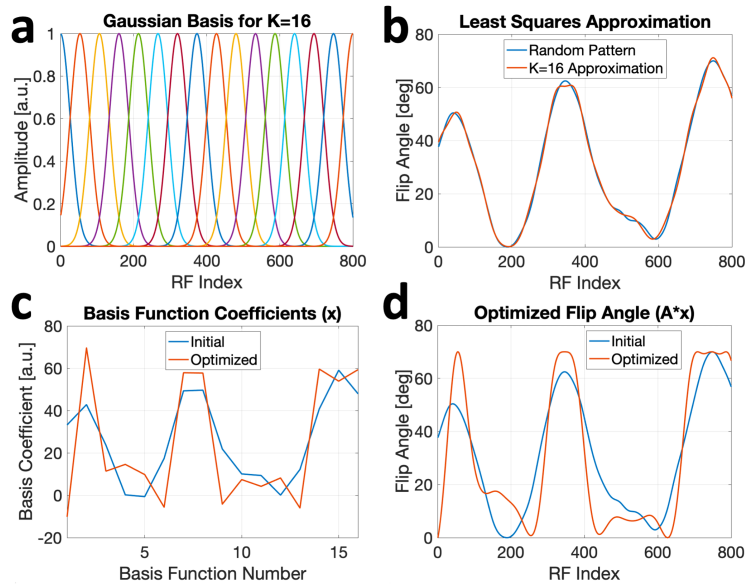 a
Gaussian Basis for K=16
Amplitude [a.u.]
1
0.8
0.6
0.4
0.2
0
0 200 400 600 800
RF Index
b
Least Squares Approximation
Random Pattern
K=16 Approximation
Flip Angle [deg]
80
60
40
20
0
0 200 400 600 800
RF Index
c
Basis Function Coefficients (x)
Initial
Optimized
Basis Coefficient [a.u.]
80
60
40
20
0
-20
5 10 15
Basis Function Number
d
Optimized Flip Angle (A*x)
Initial
Optimized
Flip Angle [deg]
80
60
40
20
0
0 200 400 600 800
RF Index